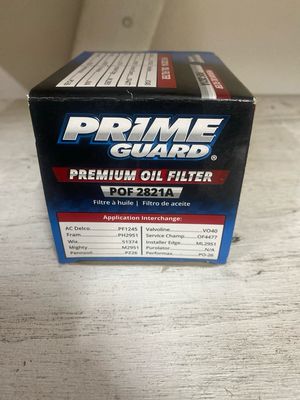 PRIME
GUARD®
PREMIUM OIL FILTER
POF 2821A
Filtre à huile | Filtro de aceite
Application Interchange:
AC Delco PF1245
Fram PH2951
Wix 51374
Mighty M2951
Pennzoil PZ26
Valvoline VO40
Service Champ OF4477
Installer Edge ML2951
Purolator N/A
Performax PO-26